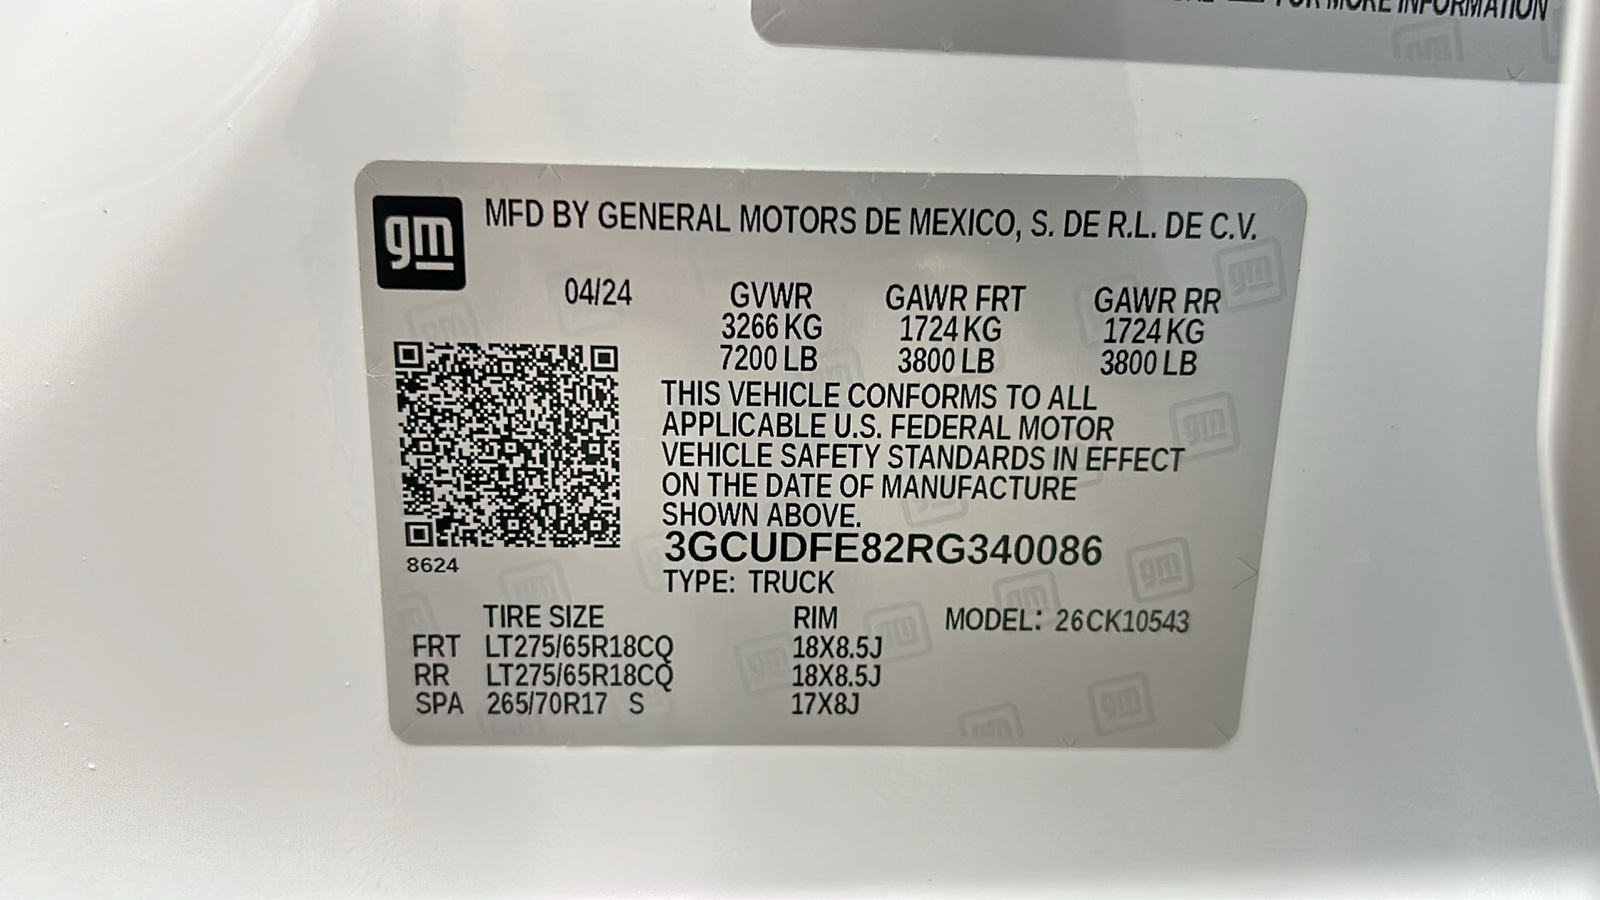 FOR MORE INFORMATION
gm
MFD BY GENERAL MOTORS DE MEXICO, S. DE R.L. DE C.V.
04/24 GVWR GAWR FRT GAWR RR
3266 KG 1724 KG 1724 KG
7200 LB 3800 LB 3800 LB
THIS VEHICLE CONFORMS TO ALL
APPLICABLE U.S. FEDERAL MOTOR
VEHICLE SAFETY STANDARDS IN EFFECT
ON THE DATE OF MANUFACTURE
SHOWN ABOVE.
3GCUDFE82RG340086
8624
TYPE: TRUCK
TIRE SIZE RIM MODEL: 26CK10543
FRT LT275/65R18CQ 18X8.5J
RR LT275/65R18CQ 18X8.5J
SPA 265/70R17 S 17X8J